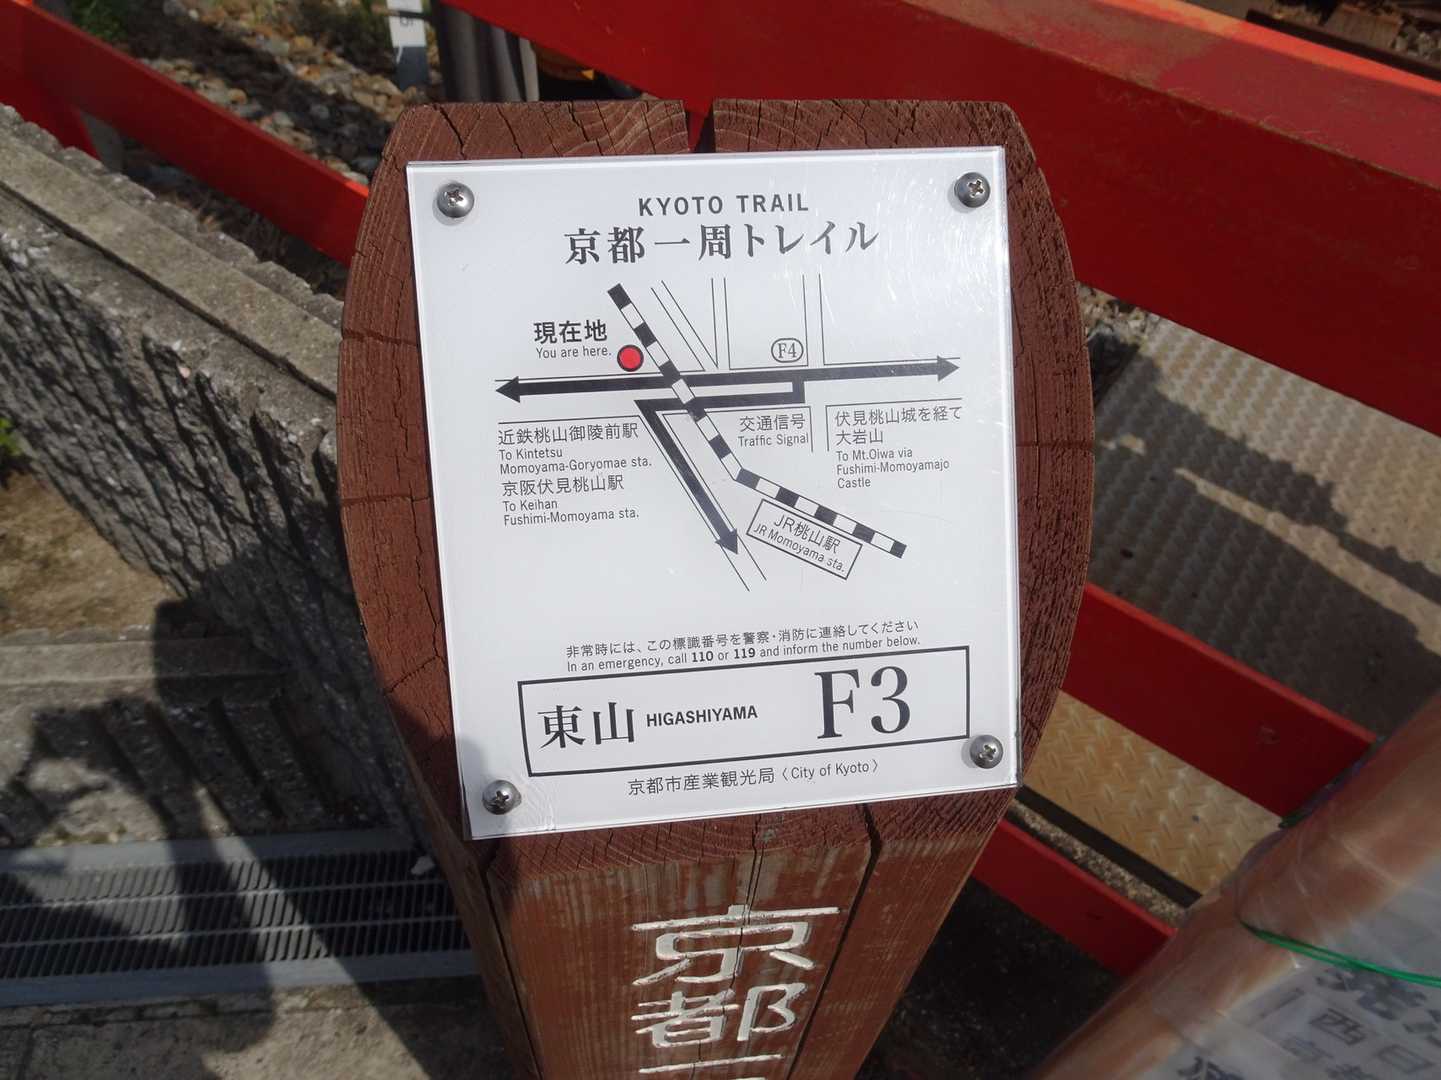 KYOTO TRAIL
京都一周トレイル
現在地
You are here.
F4
近鉄桃山御陵前駅
To Kintetsu
Momoyama-Goryomae sta.
京阪伏見桃山駅
To Keihan
Fushimi-Momoyama sta.
交通信号
Traffic Signal
伏見桃山城を経て
大岩山
To Mt.Oiwa via
Fushimi-Momoyamajo
Castle
JR桃山駅
JR Momoyama sta.
非常時には、この標識番号を警察・消防に連絡してください
In an emergency, call 110 or 119 and inform the number below.
東山 HIGASHIYAMA F3
京都市産業観光局〈City of Kyoto〉
京都一